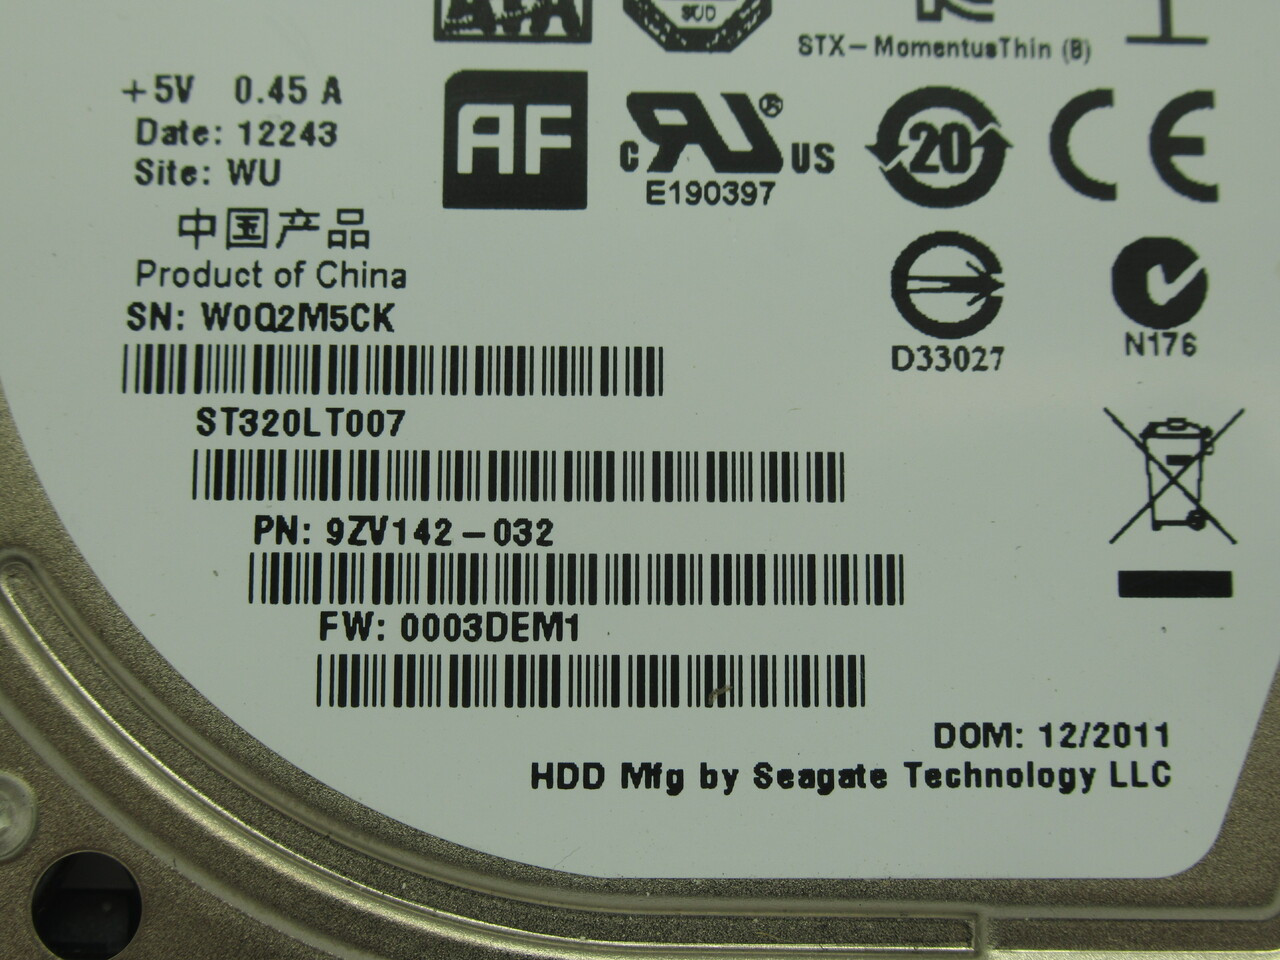 SUD
STX-MomentusThin (B)
+5V 0.45 A
Date: 12243
Site: WU
中国产品
Product of China
AF
C RU ® US
E190397
20
CE
D33027
N176
SN: W0Q2M5CK
ST320LT007
PN: 9ZV142-032
FW: 0003DEM1
DOM: 12/2011
HDD Mfg by Seagate Technology LLC